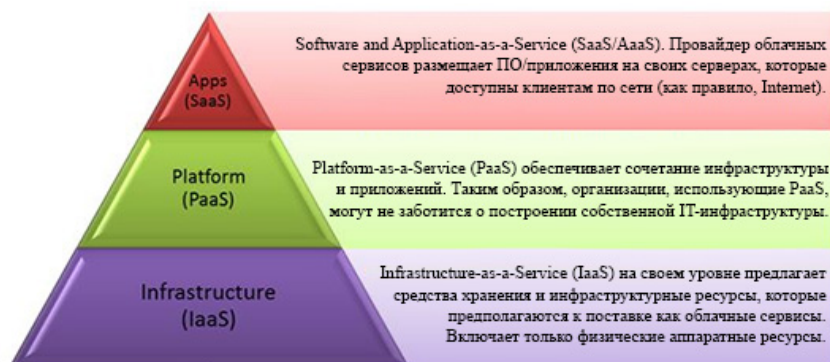 Apps
(SaaS)
Software and Application-as-a-Service (SaaS/AaaS). Провайдер облачных
сервисов размещает ПО/приложения на своих серверах, которые
доступны клиентам по сети (как правило, Internet).
Platform
(PaaS)
Platform-as-a-Service (PaaS) обеспечивает сочетание инфраструктуры
и приложений. Таким образом, организации, использующие PaaS,
могут не заботится о построении собственной IT-инфраструктуры.
Infrastructure
(IaaS)
Infrastructure-as-a-Service (IaaS) на своем уровне предлагает
средства хранения и инфраструктурные ресурсы, которые
предполагаются к поставке как облачные сервисы.
Включает только физические аппаратные ресурсы.